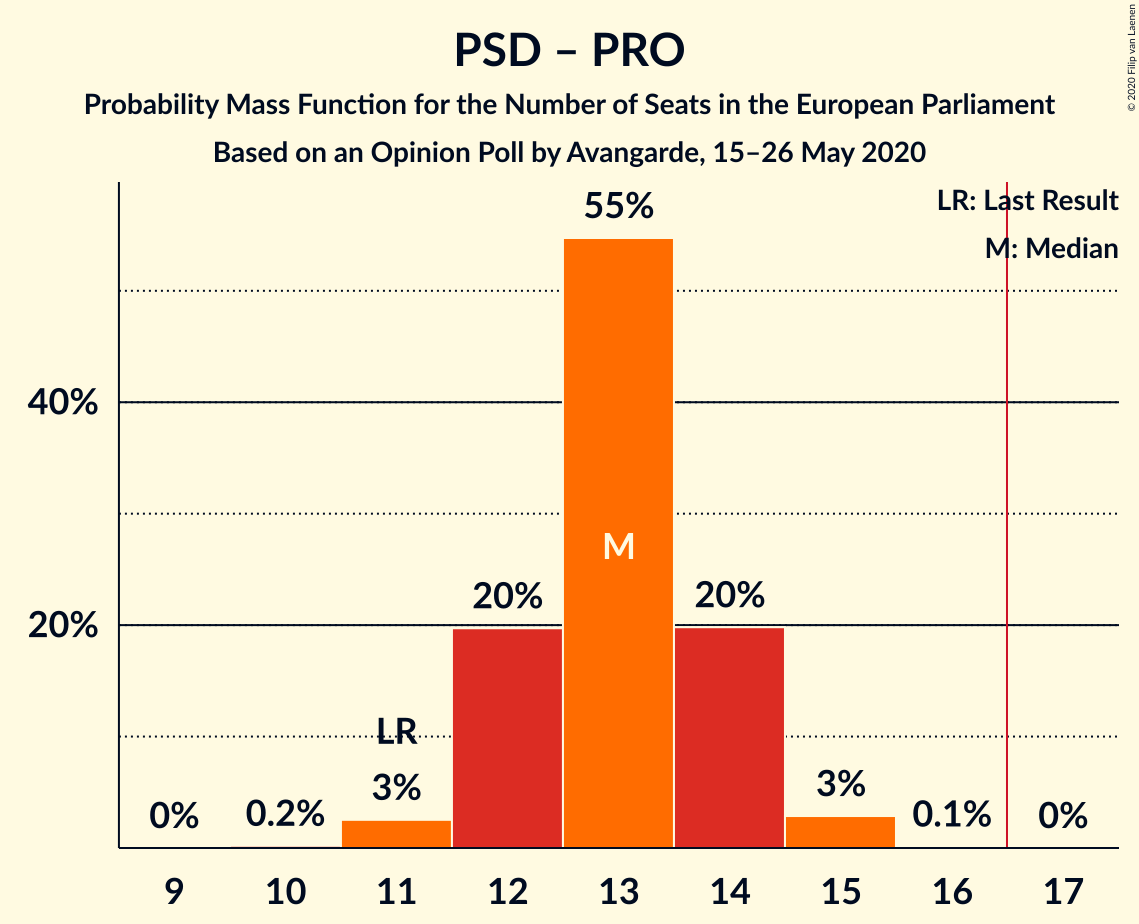 PSD – PRO
Probability Mass Function for the Number of Seats in the European Parliament
Based on an Opinion Poll by Avangarde, 15–26 May 2020
© 2020 Filip van Laenen
LR: Last Result
M: Median
55%
40%
M
20%
20%
20%
LR
3%
3%
0%
0.2%
0.1%
0%
9 10 11 12 13 14 15 16 17